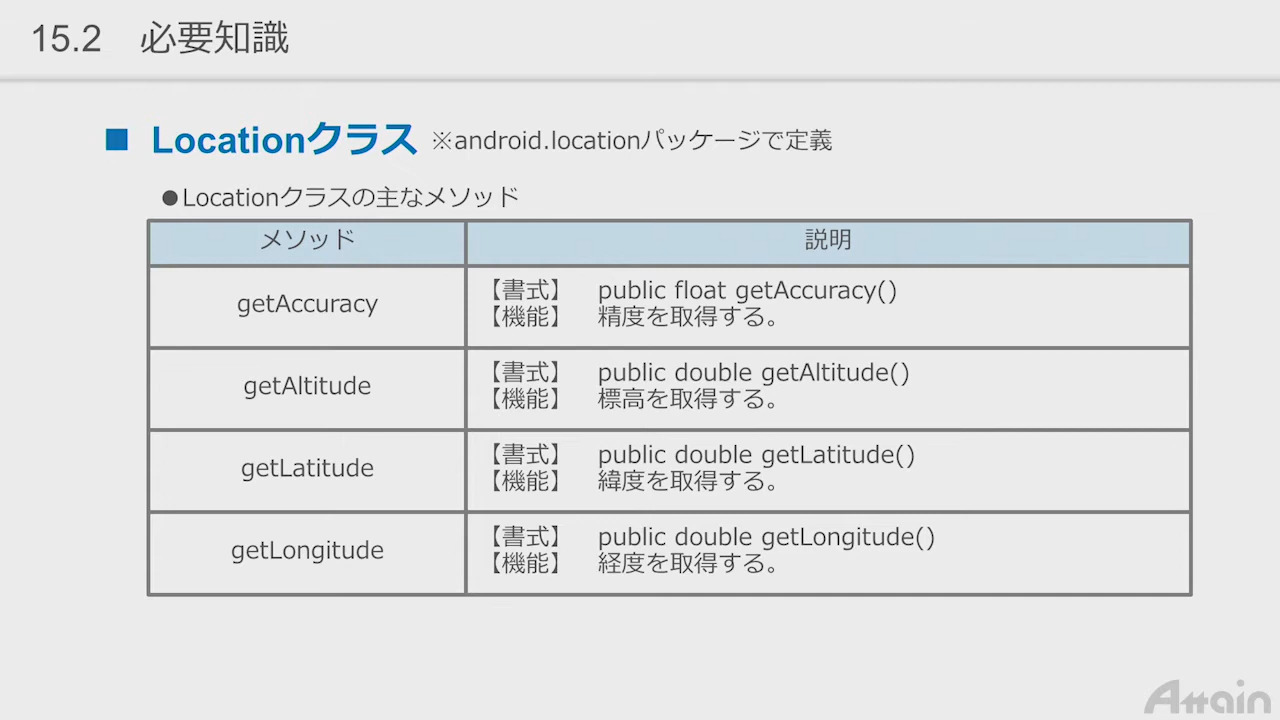 15.2 必要知識
■ Locationクラス ※android.locationパッケージで定義
●Locationクラスの主なメソッド
メソッド 説明
getAccuracy
【書式】 public float getAccuracy()
【機能】 精度を取得する。
getAltitude
【書式】 public double getAltitude()
【機能】 標高を取得する。
getLatitude
【書式】 public double getLatitude()
【機能】 緯度を取得する。
getLongitude
【書式】 public double getLongitude()
【機能】 経度を取得する。
Attain